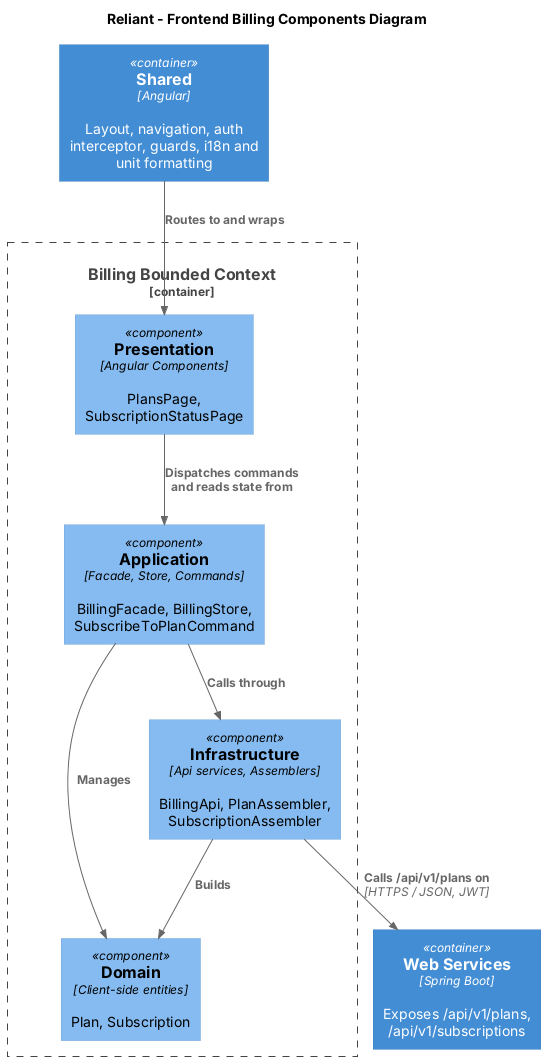 Reliant - Frontend Billing Components Diagram
«container»
Shared
[Angular]
Layout, navigation, auth
interceptor, guards, i18n and
unit formatting
Routes to and wraps
Billing Bounded Context
[container]
«component»
Presentation
[Angular Components]
PlansPage,
SubscriptionStatusPage
Dispatches commands
and reads state from
«component»
Application
[Facade, Store, Commands]
BillingFacade, BillingStore,
SubscribeToPlanCommand
Calls through
«component»
Infrastructure
[Api services, Assemblers]
BillingApi, PlanAssembler,
SubscriptionAssembler
Manages
Builds
Calls /api/v1/plans on
[HTTPS / JSON, JWT]
«component»
Domain
[Client-side entities]
Plan, Subscription
«container»
Web Services
[Spring Boot]
Exposes /api/v1/plans,
/api/v1/subscriptions